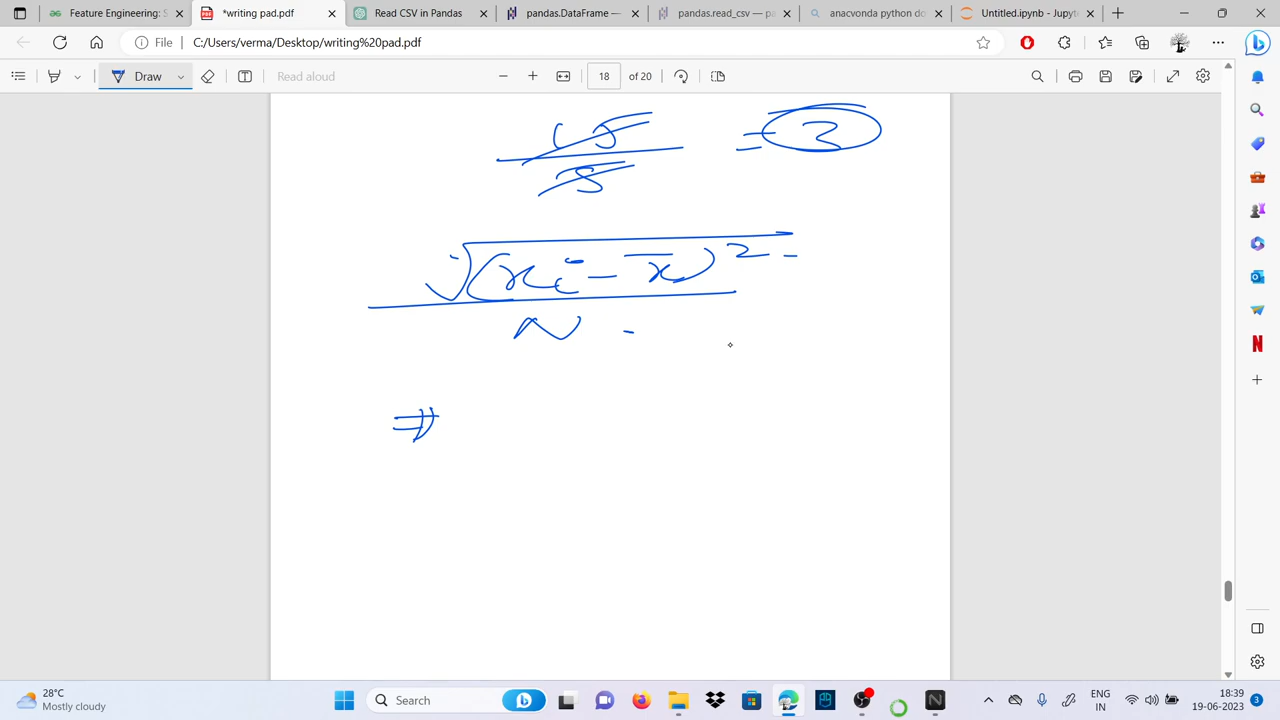 Feature Engineering: S
*writing pad.pdf
Read CSV in Pandas
pandas.DataFrame —
pandas.read_csv — pa
anacvonda python do
Untitled.ipynb - Jupyt
File C:/Users/verma/Desktop/writing%20pad.pdf
Draw Read aloud 18 of 20
15 = 3
5
√(xi - x̄)² -
N -
⇒
28°C
Mostly cloudy
Search
ENG
IN
18:39
19-06-2023
3